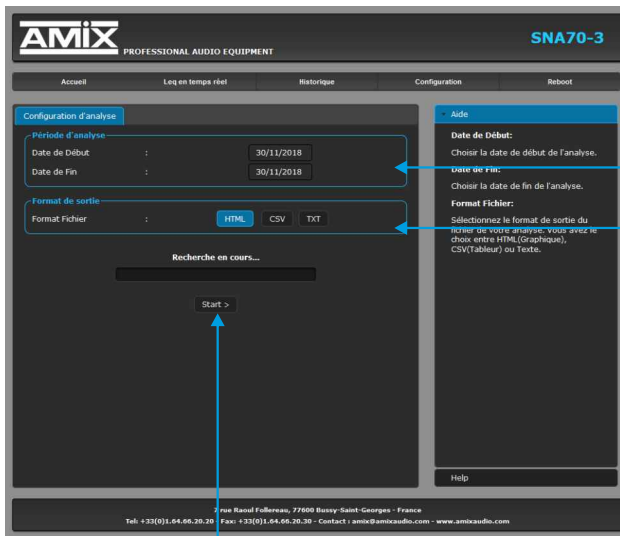 AMIX
PROFESSIONAL AUDIO EQUIPMENT
SNA70-3
Accueil
Leq en temps réel
Historique
Configuration
Reboot
Configuration d'analyse
Période d'analyse
Date de Début : 30/11/2018
Date de Fin : 30/11/2018
Format de sortie
Format Fichier : HTML CSV TXT
Recherche en cours...
Start >
Aide
Date de Début:
Choisir la date de début de l'analyse.
Date de Fin:
Choisir la date de fin de l'analyse.
Format Fichier:
Sélectionnez le format de sortie du
fichier de votre analyse. Vous avez le
choix entre HTML(Graphique),
CSV(Tableur) ou Texte.
Help
7 rue Raoul Follereau, 77600 Bussy-Saint-Georges - France
Tel: +33(0)1.64.66.20.20 - Fax: +33(0)1.64.66.20.30 - Contact : amix@amixaudio.com - www.amixaudio.com